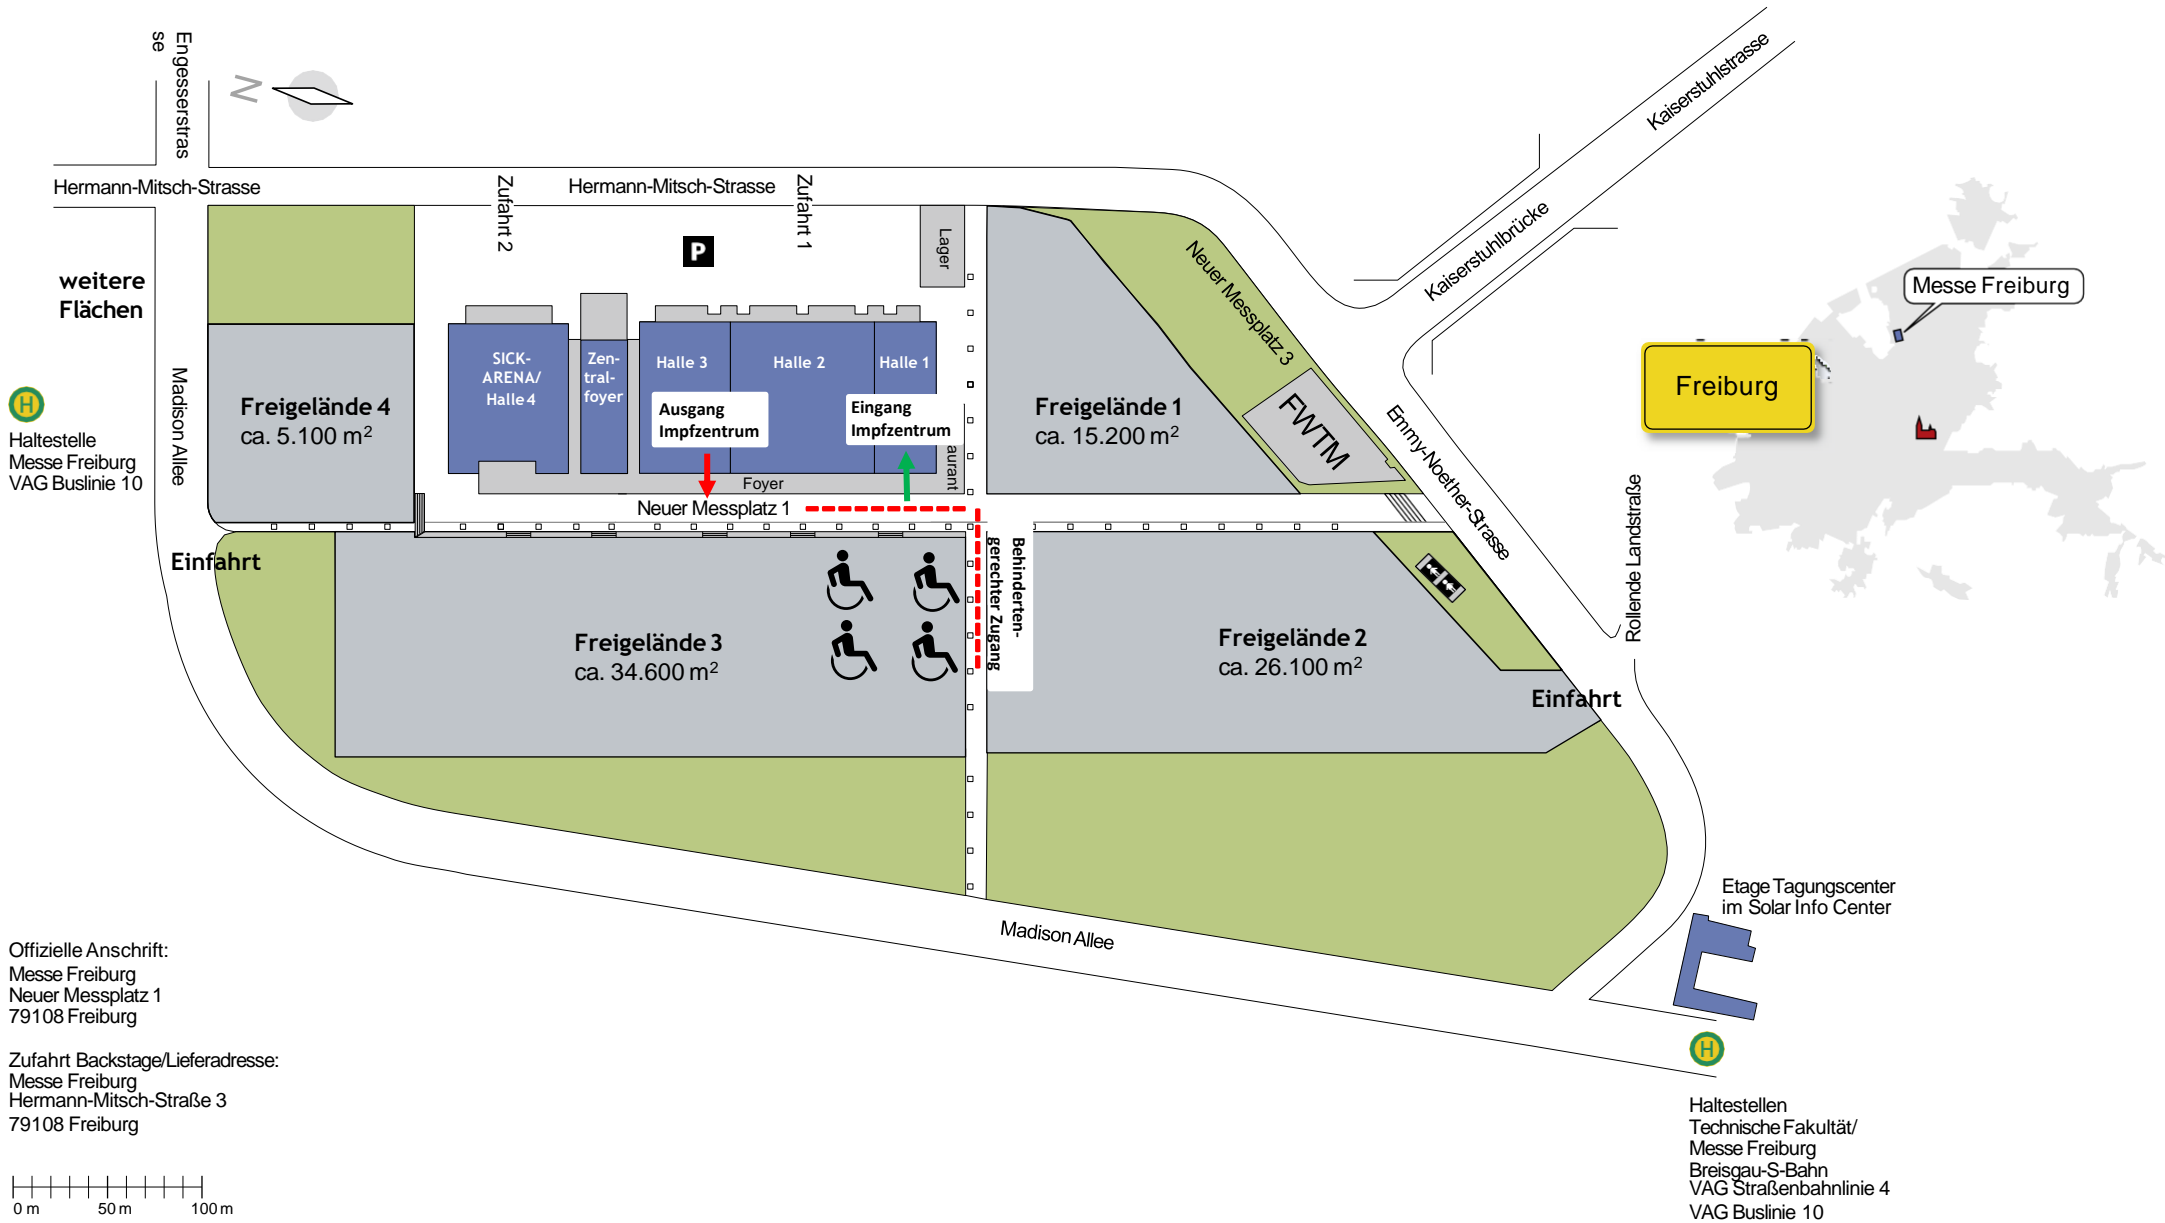 Engesserstras
se
N
Kaiserstuhlstrasse
Hermann-Mitsch-Strasse
Zufahrt 2
Hermann-Mitsch-Strasse
Zufahrt 1
Kaiserstuhlbrücke
P
Lager
Neuer Messplatz 3
weitere
Flächen
Messe Freiburg
Freiburg
Madison Allee
SICK-
ARENA/
Halle 4
Zen-
tral-
foyer
Halle 3
Halle 2
Halle 1
H
Haltestelle
Messe Freiburg
VAG Buslinie 10
Freigelände 4
ca. 5.100 m²
Ausgang
Impfzentrum
Eingang
Impfzentrum
aurant
Freigelände 1
ca. 15.200 m²
FWTM
Emmy-Noether-Strasse
Foyer
Neuer Messplatz 1
Einfahrt
Behinderten-
gerechter Zugang
Rollende Landstraße
Freigelände 3
ca. 34.600 m²
Freigelände 2
ca. 26.100 m²
Einfahrt
Madison Allee
Etage Tagungscenter
im Solar Info Center
Offizielle Anschrift:
Messe Freiburg
Neuer Messplatz 1
79108 Freiburg
Zufahrt Backstage/Lieferadresse:
Messe Freiburg
Hermann-Mitsch-Straße 3
79108 Freiburg
0 m 50 m 100 m
H
Haltestellen
Technische Fakultät/
Messe Freiburg
Breisgau-S-Bahn
VAG Straßenbahnlinie 4
VAG Buslinie 10